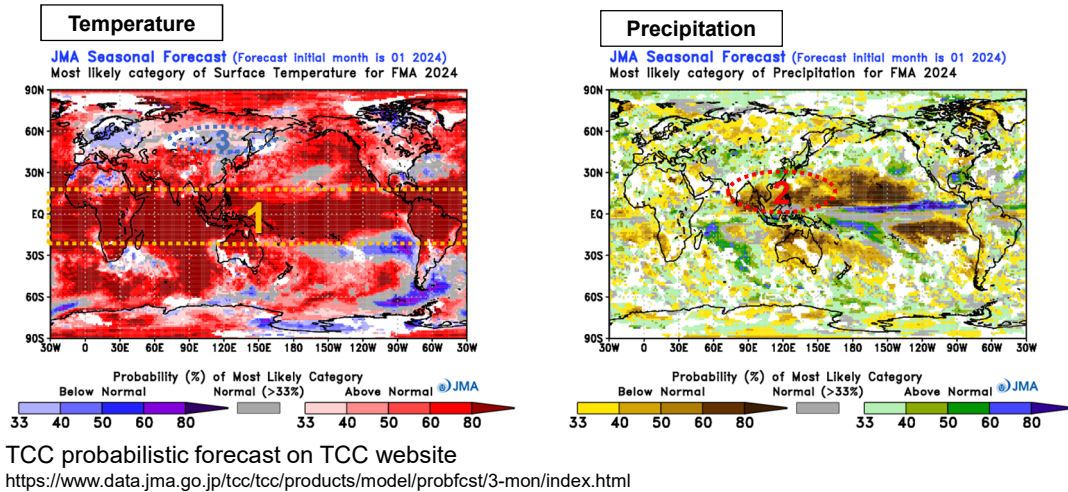 Temperature
JMA Seasonal Forecast (Forecast initial month is 01 2024)
Most likely category of Surface Temperature for FMA 2024
90N
60N
30N
EQ
30S
60S
90S
3
1
30W 0 30E 60E 90E 120E 150E 180 150W 120W 90W 60W 30W
Probability (%) of Most Likely Category
Below Normal Normal (>33%) Above Normal JMA
33 40 50 60 80 33 40 50 60 80
Precipitation
JMA Seasonal Forecast (Forecast initial month is 01 2024)
Most likely category of Precipitation for FMA 2024
90N
60N
30N
EQ
30S
60S
90S
2
30W 0 30E 60E 90E 120E 150E 180 150W 120W 90W 60W 30W
Probability (%) of Most Likely Category
Below Normal Normal (>33%) Above Normal JMA
33 40 50 60 80 33 40 50 60 80
TCC probabilistic forecast on TCC website
https://www.data.jma.go.jp/tcc/tcc/products/model/probfcst/3-mon/index.html